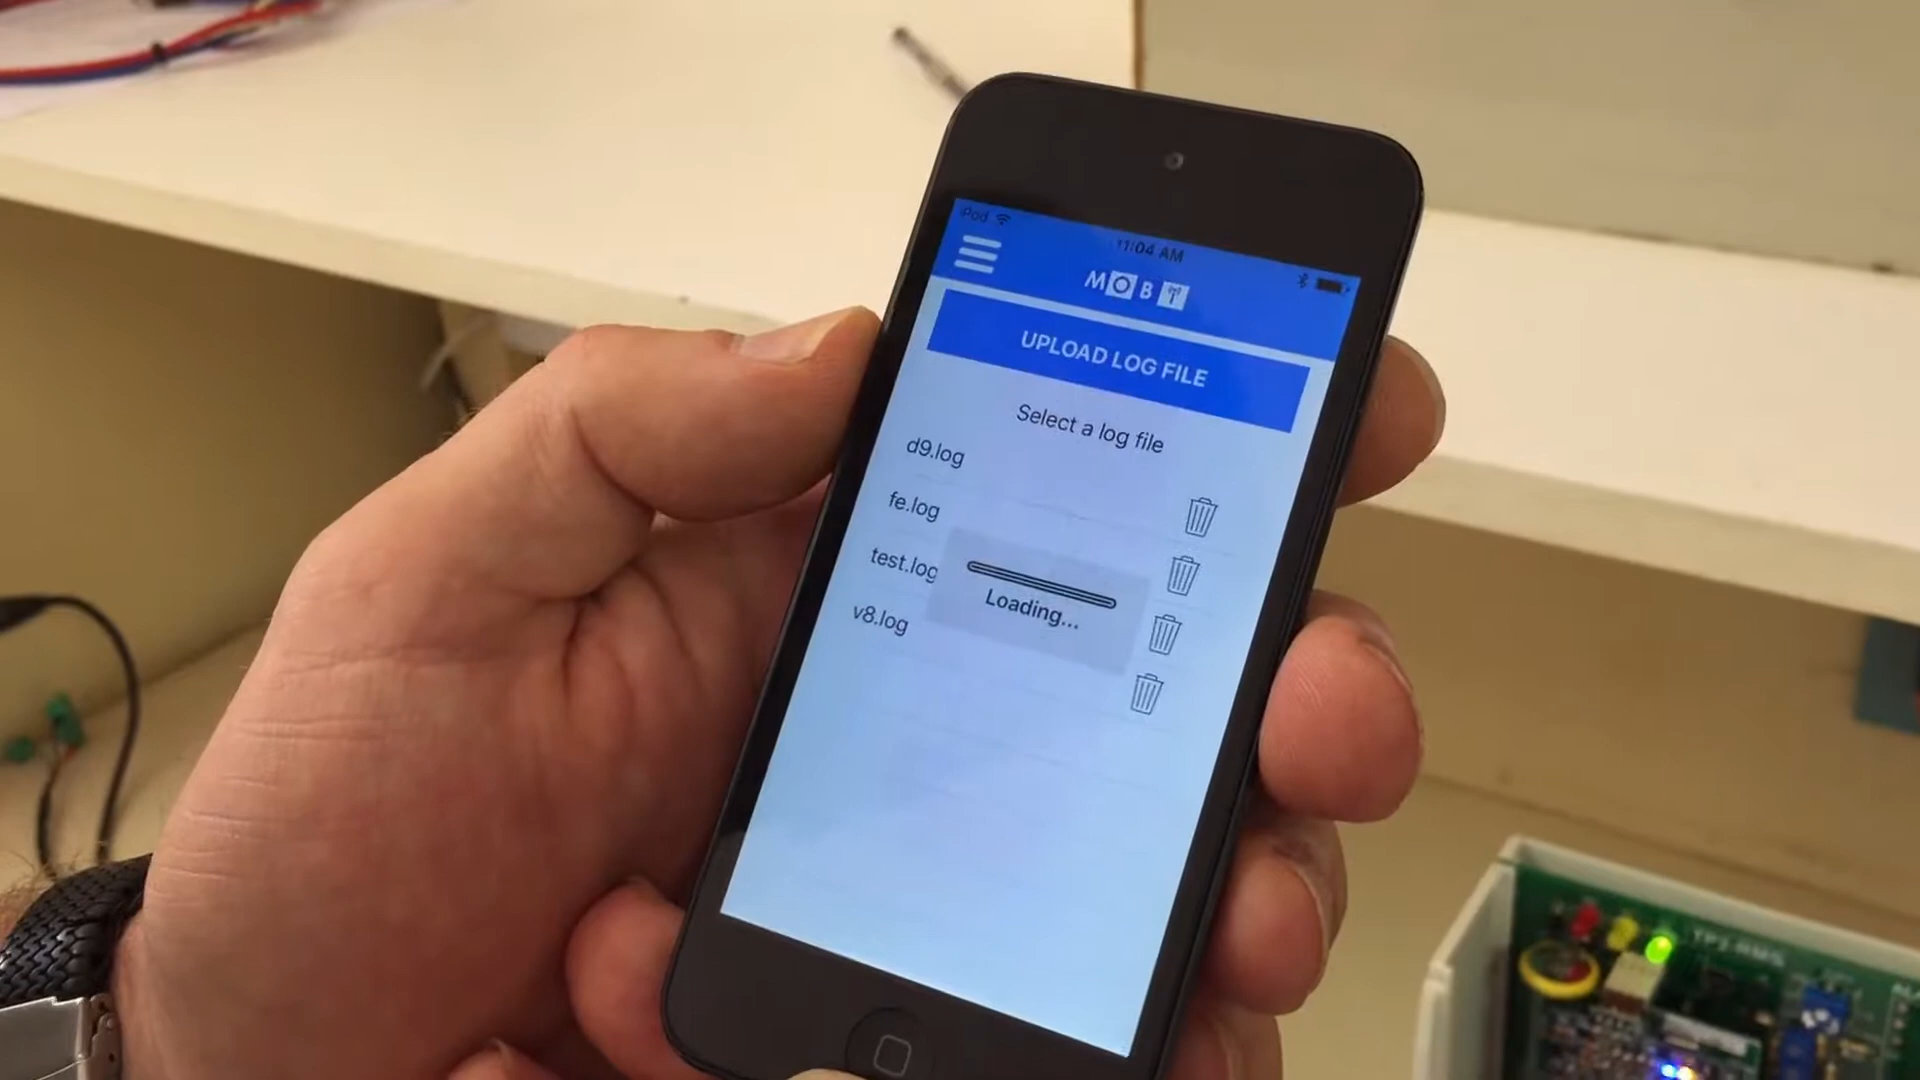 iPod
11:04 AM
MOBI
UPLOAD LOG FILE
Select a log file
d9.log
fe.log
test.log
Loading...
v8.log